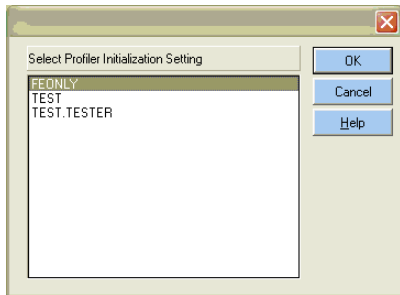 Select Profiler Initialization Setting
FEONLY
TEST
TEST.TESTER
OK
Cancel
Help